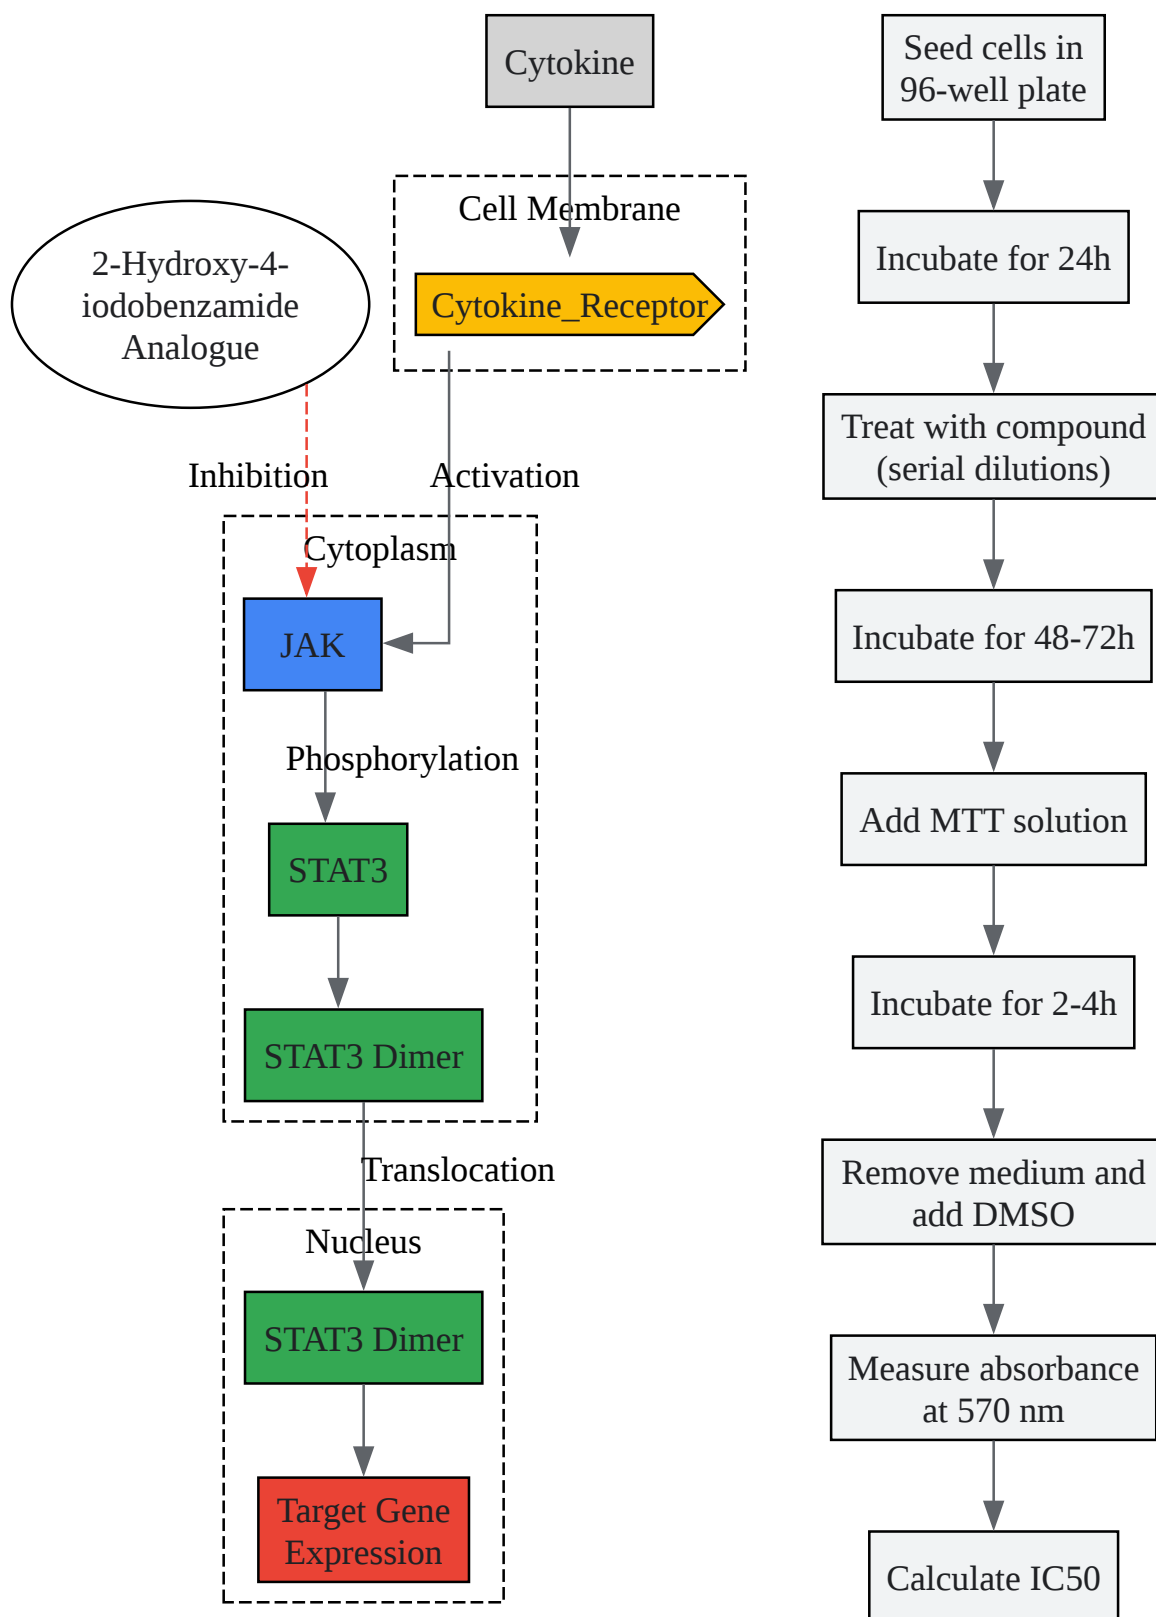 Cytokine
Cell Membrane
2-Hydroxy-4-
iodobenzamide
Analogue
Cytokine_Receptor
Inhibition
Activation
Cytoplasm
JAK
Phosphorylation
STAT3
STAT3 Dimer
Translocation
Nucleus
STAT3 Dimer
Target Gene
Expression
Seed cells in
96-well plate
Incubate for 24h
Treat with compound
(serial dilutions)
Incubate for 48-72h
Add MTT solution
Incubate for 2-4h
Remove medium and
add DMSO
Measure absorbance
at 570 nm
Calculate IC50